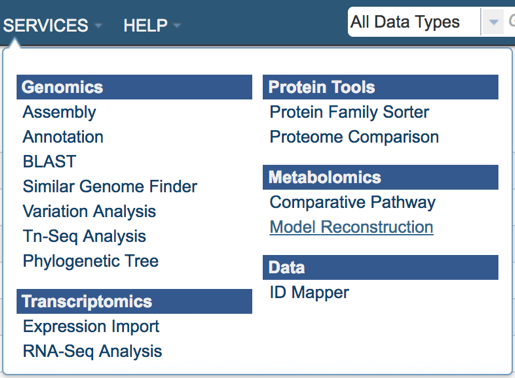 SERVICES HELP All Data Types
Genomics
Assembly
Annotation
BLAST
Similar Genome Finder
Variation Analysis
Tn-Seq Analysis
Phylogenetic Tree
Transcriptomics
Expression Import
RNA-Seq Analysis
Protein Tools
Protein Family Sorter
Proteome Comparison
Metabolomics
Comparative Pathway
Model Reconstruction
Data
ID Mapper